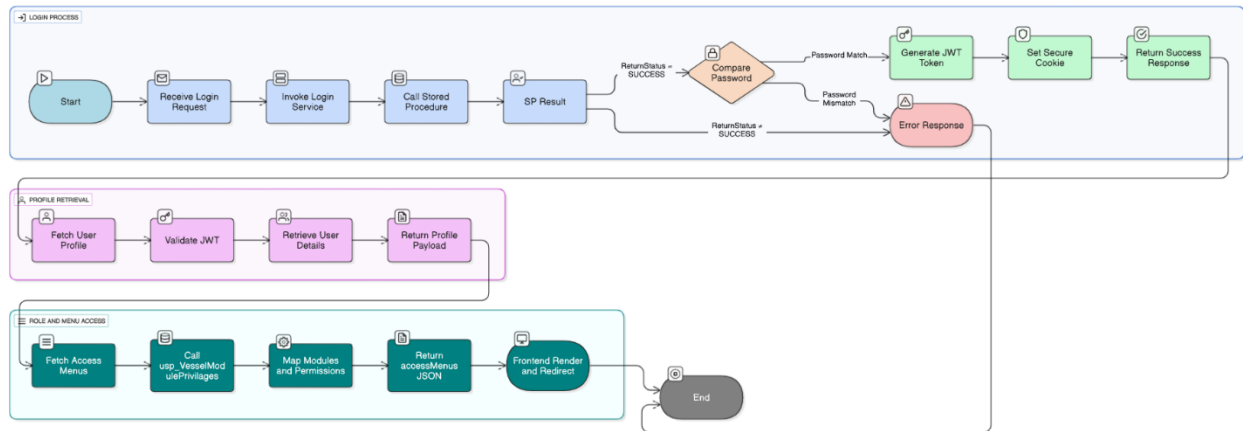 LOGIN PROCESS
Start
Receive Login
Request
Invoke Login
Service
Call Stored
Procedure
SP Result
ReturnStatus =
SUCCESS
ReturnStatus ≠
SUCCESS
Compare
Password
Password Match
Password
Mismatch
Generate JWT
Token
Set Secure
Cookie
Return Success
Response
Error Response
PROFILE RETRIEVAL
Fetch User
Profile
Validate JWT
Retrieve User
Details
Return Profile
Payload
ROLE AND MENU ACCESS
Fetch Access
Menus
Call
usp_VesselMod
ulePrivilages
Map Modules
and Permissions
Return
accessMenus
JSON
Frontend Render
and Redirect
End